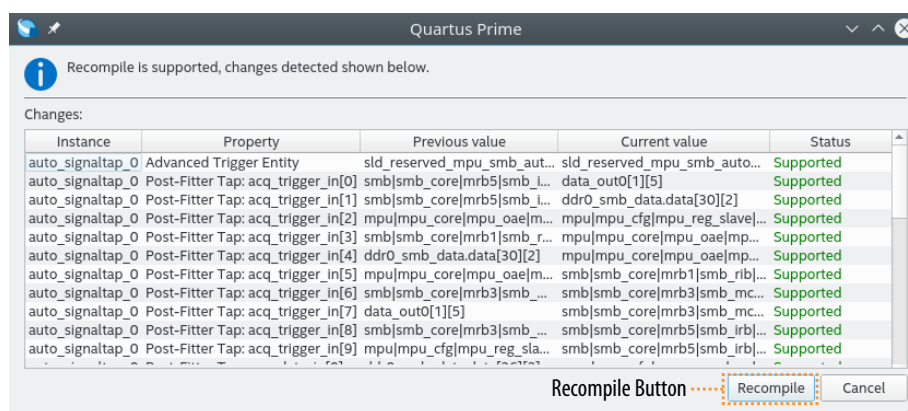 Quartus Prime
Recompile is supported, changes detected shown below.
Changes:
Instance Property Previous value Current value Status
auto_signaltap_0 Advanced Trigger Entity sld_reserved_mpu_smb_aut... sld_reserved_mpu_smb_auto... Supported
auto_signaltap_0 Post-Fitter Tap: acq_trigger_in[0] smb|smb_core|mrb5|smb_i... data_out0[1][5] Supported
auto_signaltap_0 Post-Fitter Tap: acq_trigger_in[1] smb|smb_core|mrb5|smb_i... ddr0_smb_data.data[30][2] Supported
auto_signaltap_0 Post-Fitter Tap: acq_trigger_in[2] mpu|mpu_core|mpu_oae|m... mpu|mpu_cfg|mpu_reg_slave|... Supported
auto_signaltap_0 Post-Fitter Tap: acq_trigger_in[3] smb|smb_core|mrb1|smb_r... mpu|mpu_core|mpu_oae|mp... Supported
auto_signaltap_0 Post-Fitter Tap: acq_trigger_in[4] ddr0_smb_data.data[30][2] mpu|mpu_core|mpu_oae|mp... Supported
auto_signaltap_0 Post-Fitter Tap: acq_trigger_in[5] mpu|mpu_core|mpu_oae|m... smb|smb_core|mrb1|smb_rib|... Supported
auto_signaltap_0 Post-Fitter Tap: acq_trigger_in[6] smb|smb_core|mrb3|smb_... smb|smb_core|mrb3|smb_mc... Supported
auto_signaltap_0 Post-Fitter Tap: acq_trigger_in[7] data_out0[1][5] smb|smb_core|mrb3|smb_mc... Supported
auto_signaltap_0 Post-Fitter Tap: acq_trigger_in[8] smb|smb_core|mrb3|smb_... smb|smb_core|mrb5|smb_irb|... Supported
auto_signaltap_0 Post-Fitter Tap: acq_trigger_in[9] mpu|mpu_cfg|mpu_reg_sla... smb|smb_core|mrb5|smb_irb|... Supported
Recompile Button Recompile Cancel